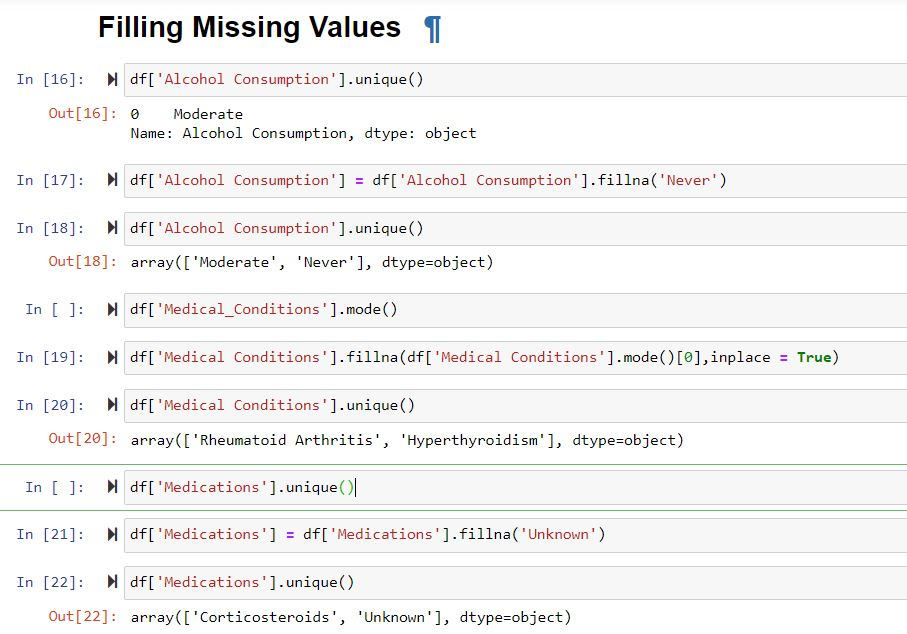 Filling Missing Values ¶
In [16]: df['Alcohol Consumption'].unique()
Out[16]: 0    Moderate
Name: Alcohol Consumption, dtype: object
In [17]: df['Alcohol Consumption'] = df['Alcohol Consumption'].fillna('Never')
In [18]: df['Alcohol Consumption'].unique()
Out[18]: array(['Moderate', 'Never'], dtype=object)
In [ ]: df['Medical_Conditions'].mode()
In [19]: df['Medical Conditions'].fillna(df['Medical Conditions'].mode()[0],inplace = True)
In [20]: df['Medical Conditions'].unique()
Out[20]: array(['Rheumatoid Arthritis', 'Hyperthyroidism'], dtype=object)
In [ ]: df['Medications'].unique()
In [21]: df['Medications'] = df['Medications'].fillna('Unknown')
In [22]: df['Medications'].unique()
Out[22]: array(['Corticosteroids', 'Unknown'], dtype=object)